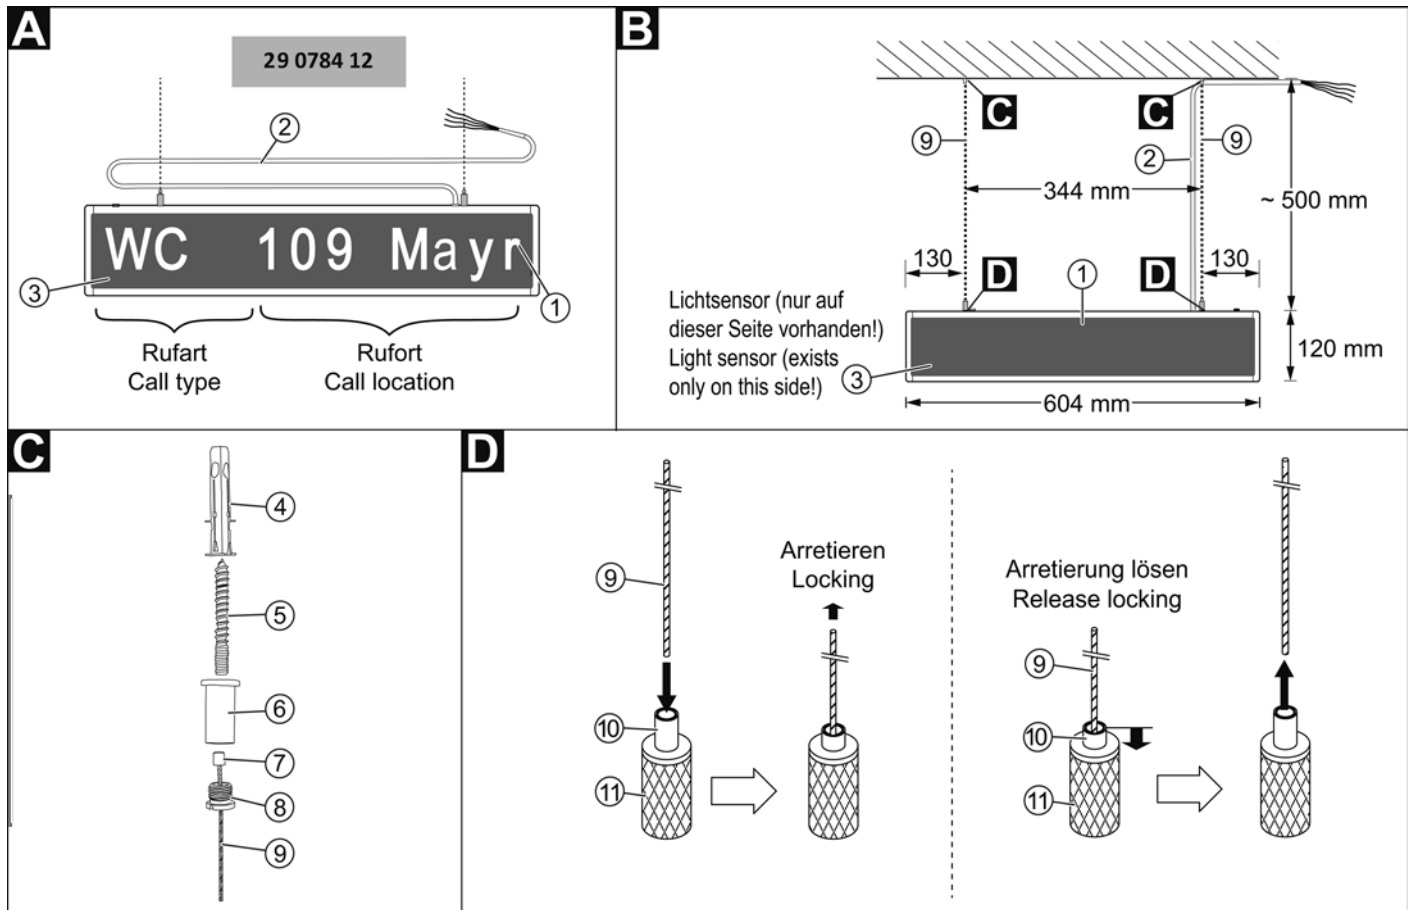 A
29 0784 12
2
WC 109 Mayr
3
1
Rufart
Call type
Rufort
Call location
B
C
C
9
2
9
344 mm
~ 500 mm
130
D
D
130
1
Lichtsensor (nur auf
dieser Seite vorhanden!)
Light sensor (exists
only on this side!)
3
120 mm
604 mm
C
4
5
6
7
8
9
D
9
10
11
Arretieren
Locking
Arretierung lösen
Release locking
9
10
11